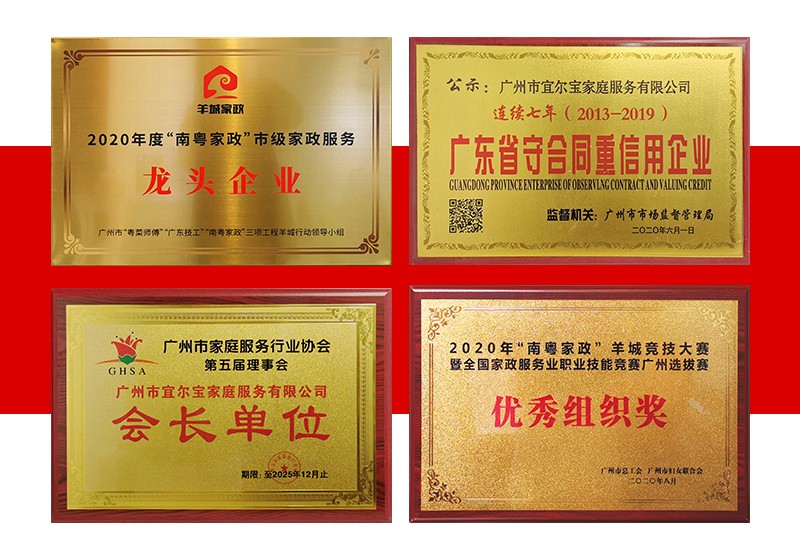 羊城家政
2020年度“南粤家政”市级家政服务
龙头企业
广州市“粤菜师傅”“广东技工”“南粤家政”三项工程羊城行动领导小组
公示：广州市宜尔宝家庭服务有限公司
连续七年（2013-2019）
广东省守合同重信用企业
GUANGDONG PROVINCE ENTERPRISE OF OBSERVLNG CONTRACT AND VALUING CREDIT
监督机关：广州市市场监督管理局
二〇二〇年六月一日
GHSA
广州市家庭服务行业协会
第五届理事会
广州市宜尔宝家庭服务有限公司
会长单位
期限：至2025年12月止
2020年“南粤家政”羊城竞技大赛
暨全国家政服务业职业技能竞赛广州选拔赛
优秀组织奖
广州市总工会 广州市妇女联合会
二〇二〇年八月